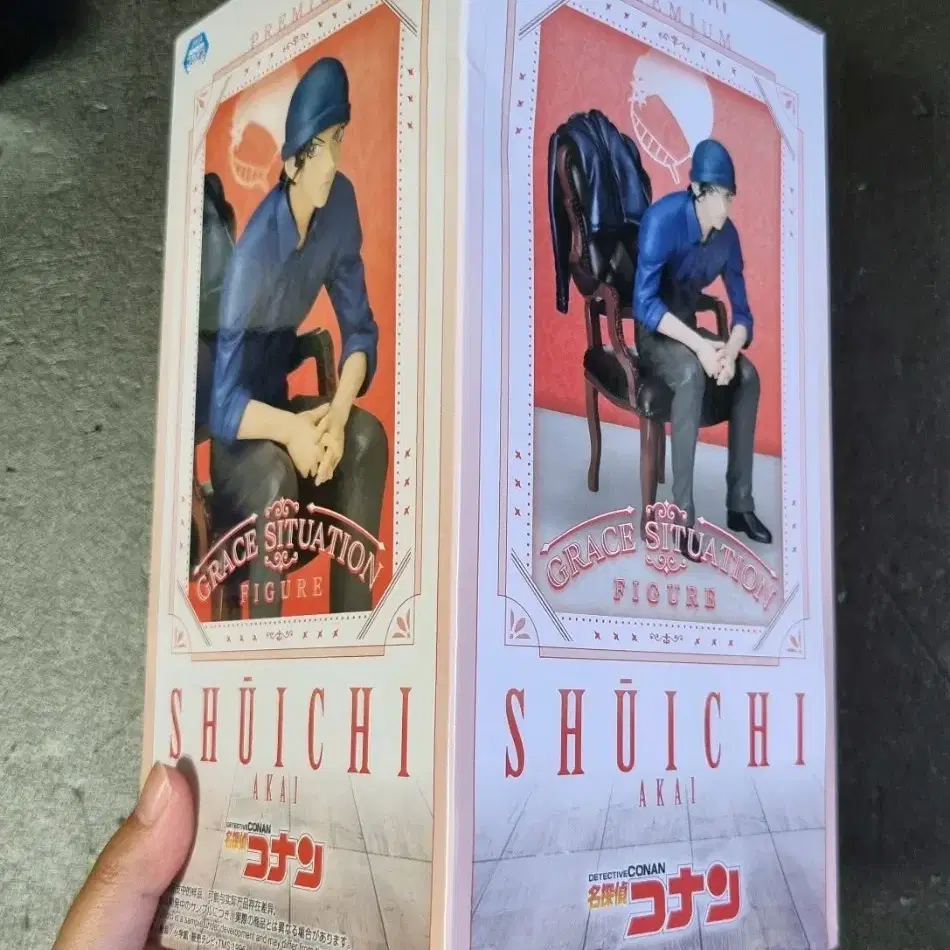 PREMIUM
GRACE SITUATION
FIGURE
SHŪICHI
AKAI
DETECTIVE CONAN
名探偵
コナン
PREMIUM
GRACE SITUATION
FIGURE
SHŪICHI
AKAI
DETECTIVE CONAN
名探偵
コナン